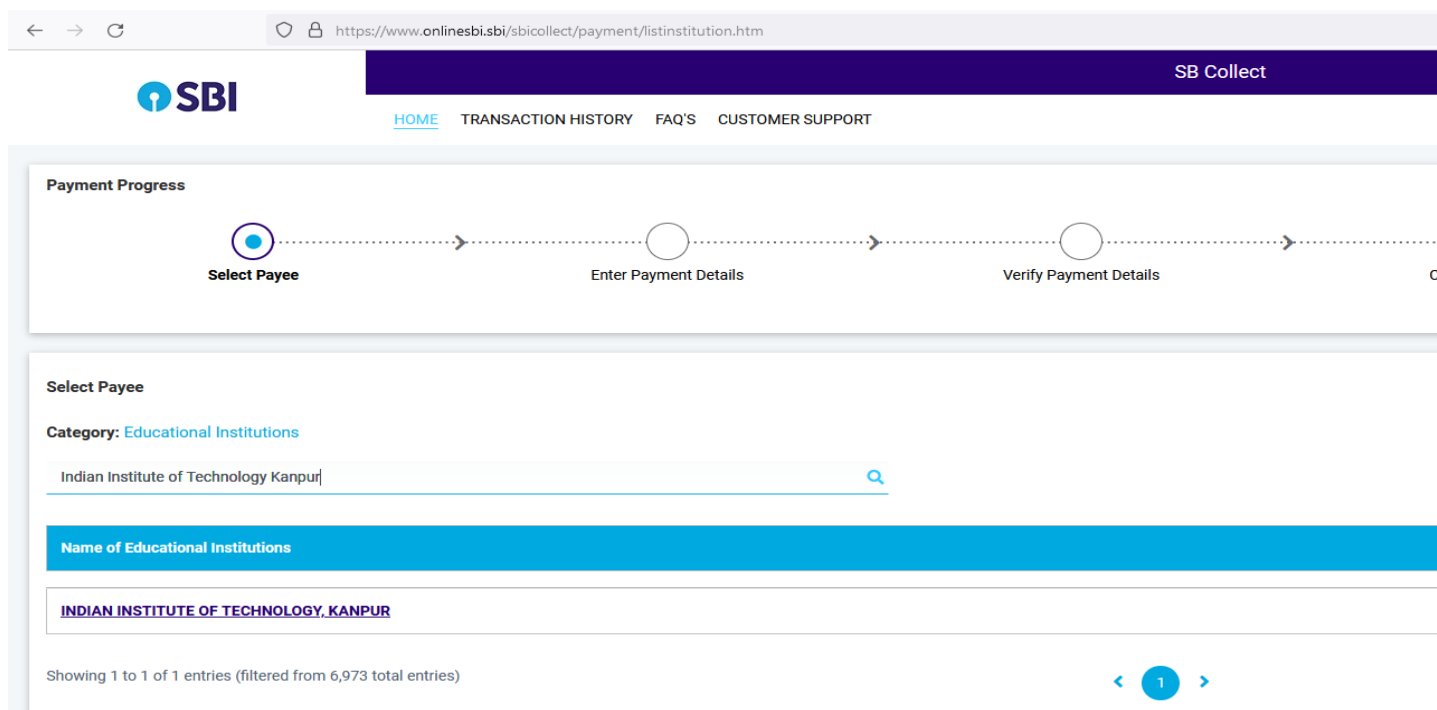 https://www.onlinesbi.sbi/sbicollect/payment/listinstitution.htm
SBI
SB Collect
HOME TRANSACTION HISTORY FAQ'S CUSTOMER SUPPORT
Payment Progress
Select Payee Enter Payment Details Verify Payment Details
Select Payee
Category: Educational Institutions
Indian Institute of Technology Kanpur
Name of Educational Institutions
INDIAN INSTITUTE OF TECHNOLOGY, KANPUR
Showing 1 to 1 of 1 entries (filtered from 6,973 total entries)
1